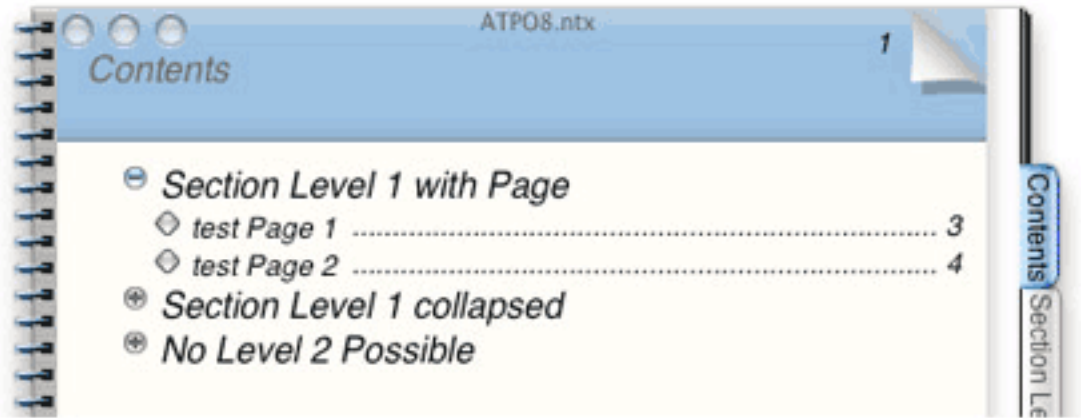 ATPO8.ntx
1
Contents
Section Level 1 with Page
test Page 1 ................................................ 3
test Page 2 ................................................ 4
Section Level 1 collapsed
No Level 2 Possible
Contents
Section Le